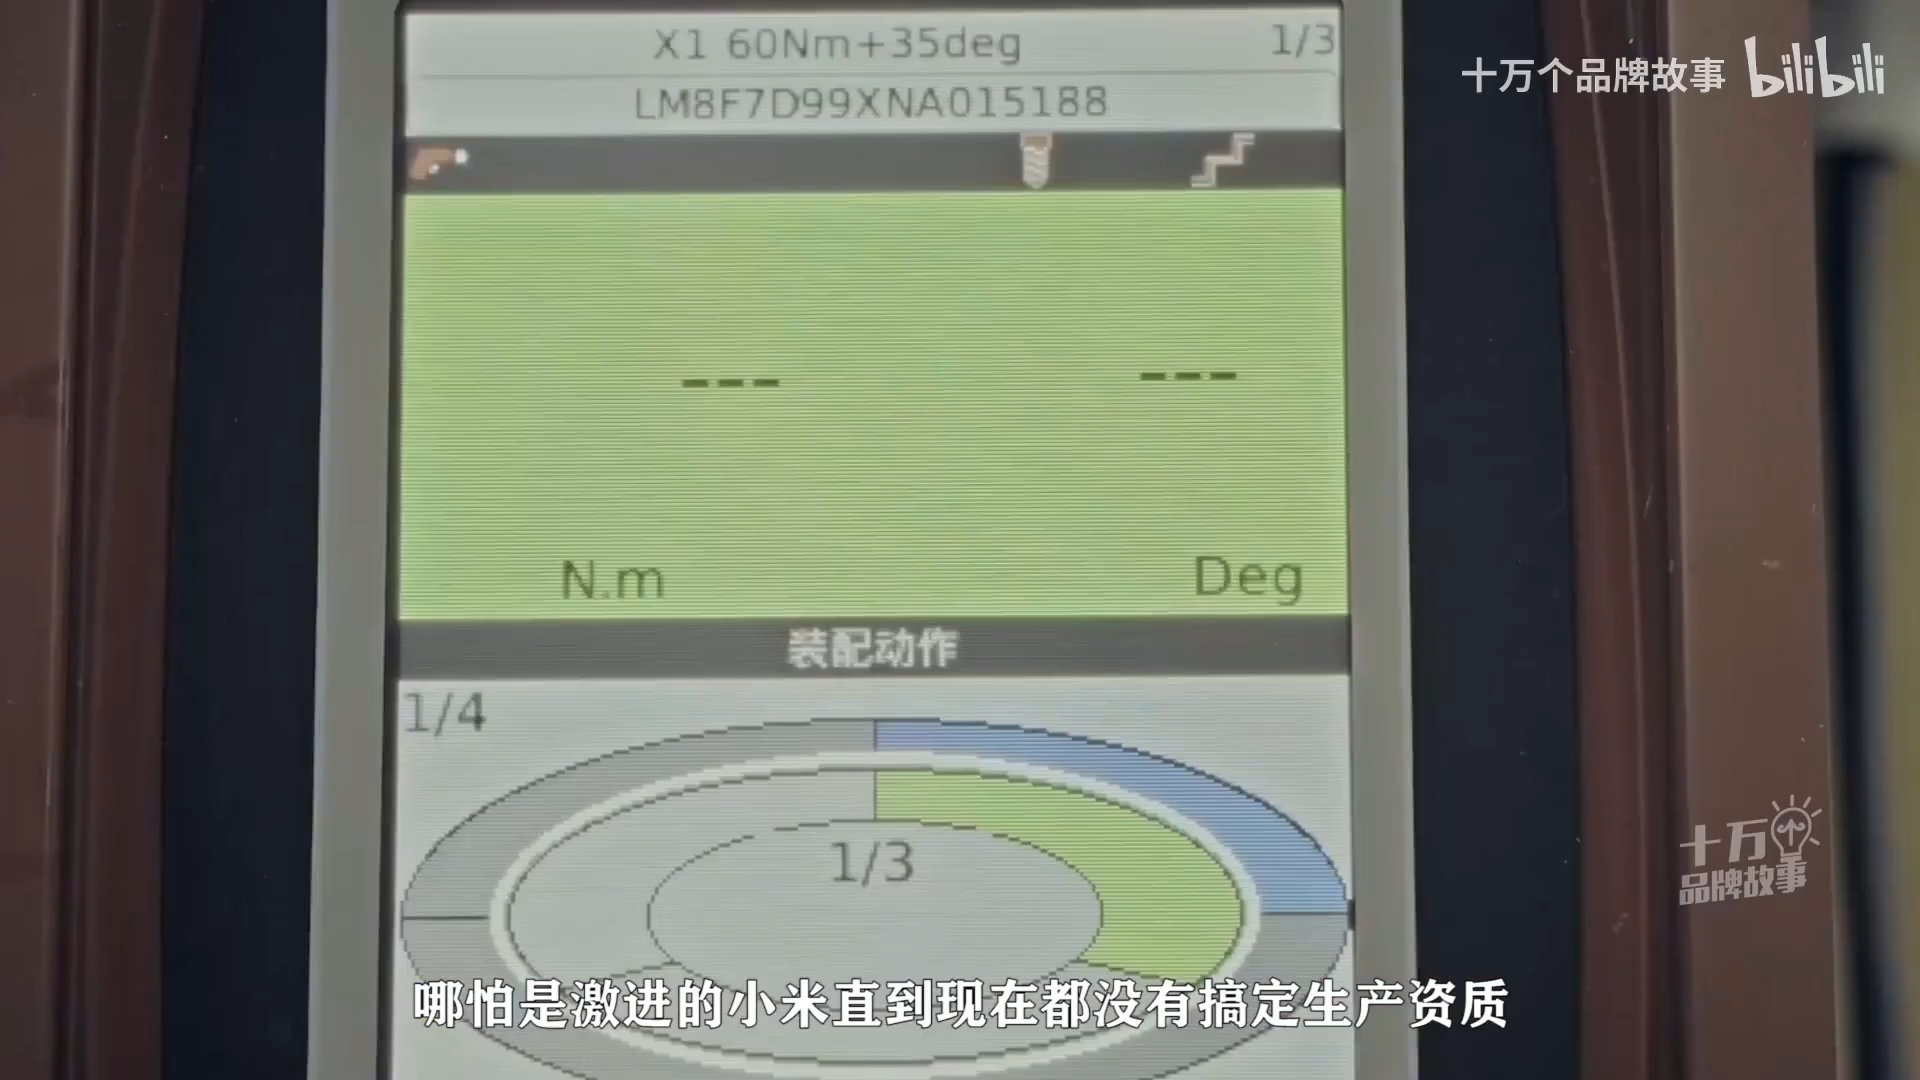 X1 60Nm+35deg
1/3
LM8F7D99XNA015188
十万个品牌故事 bilibili
--- ---
N.m
Deg
装配动作
1/4
1/3
十万
品牌故事
哪怕是激进的小米直到现在都没有搞定生产资质